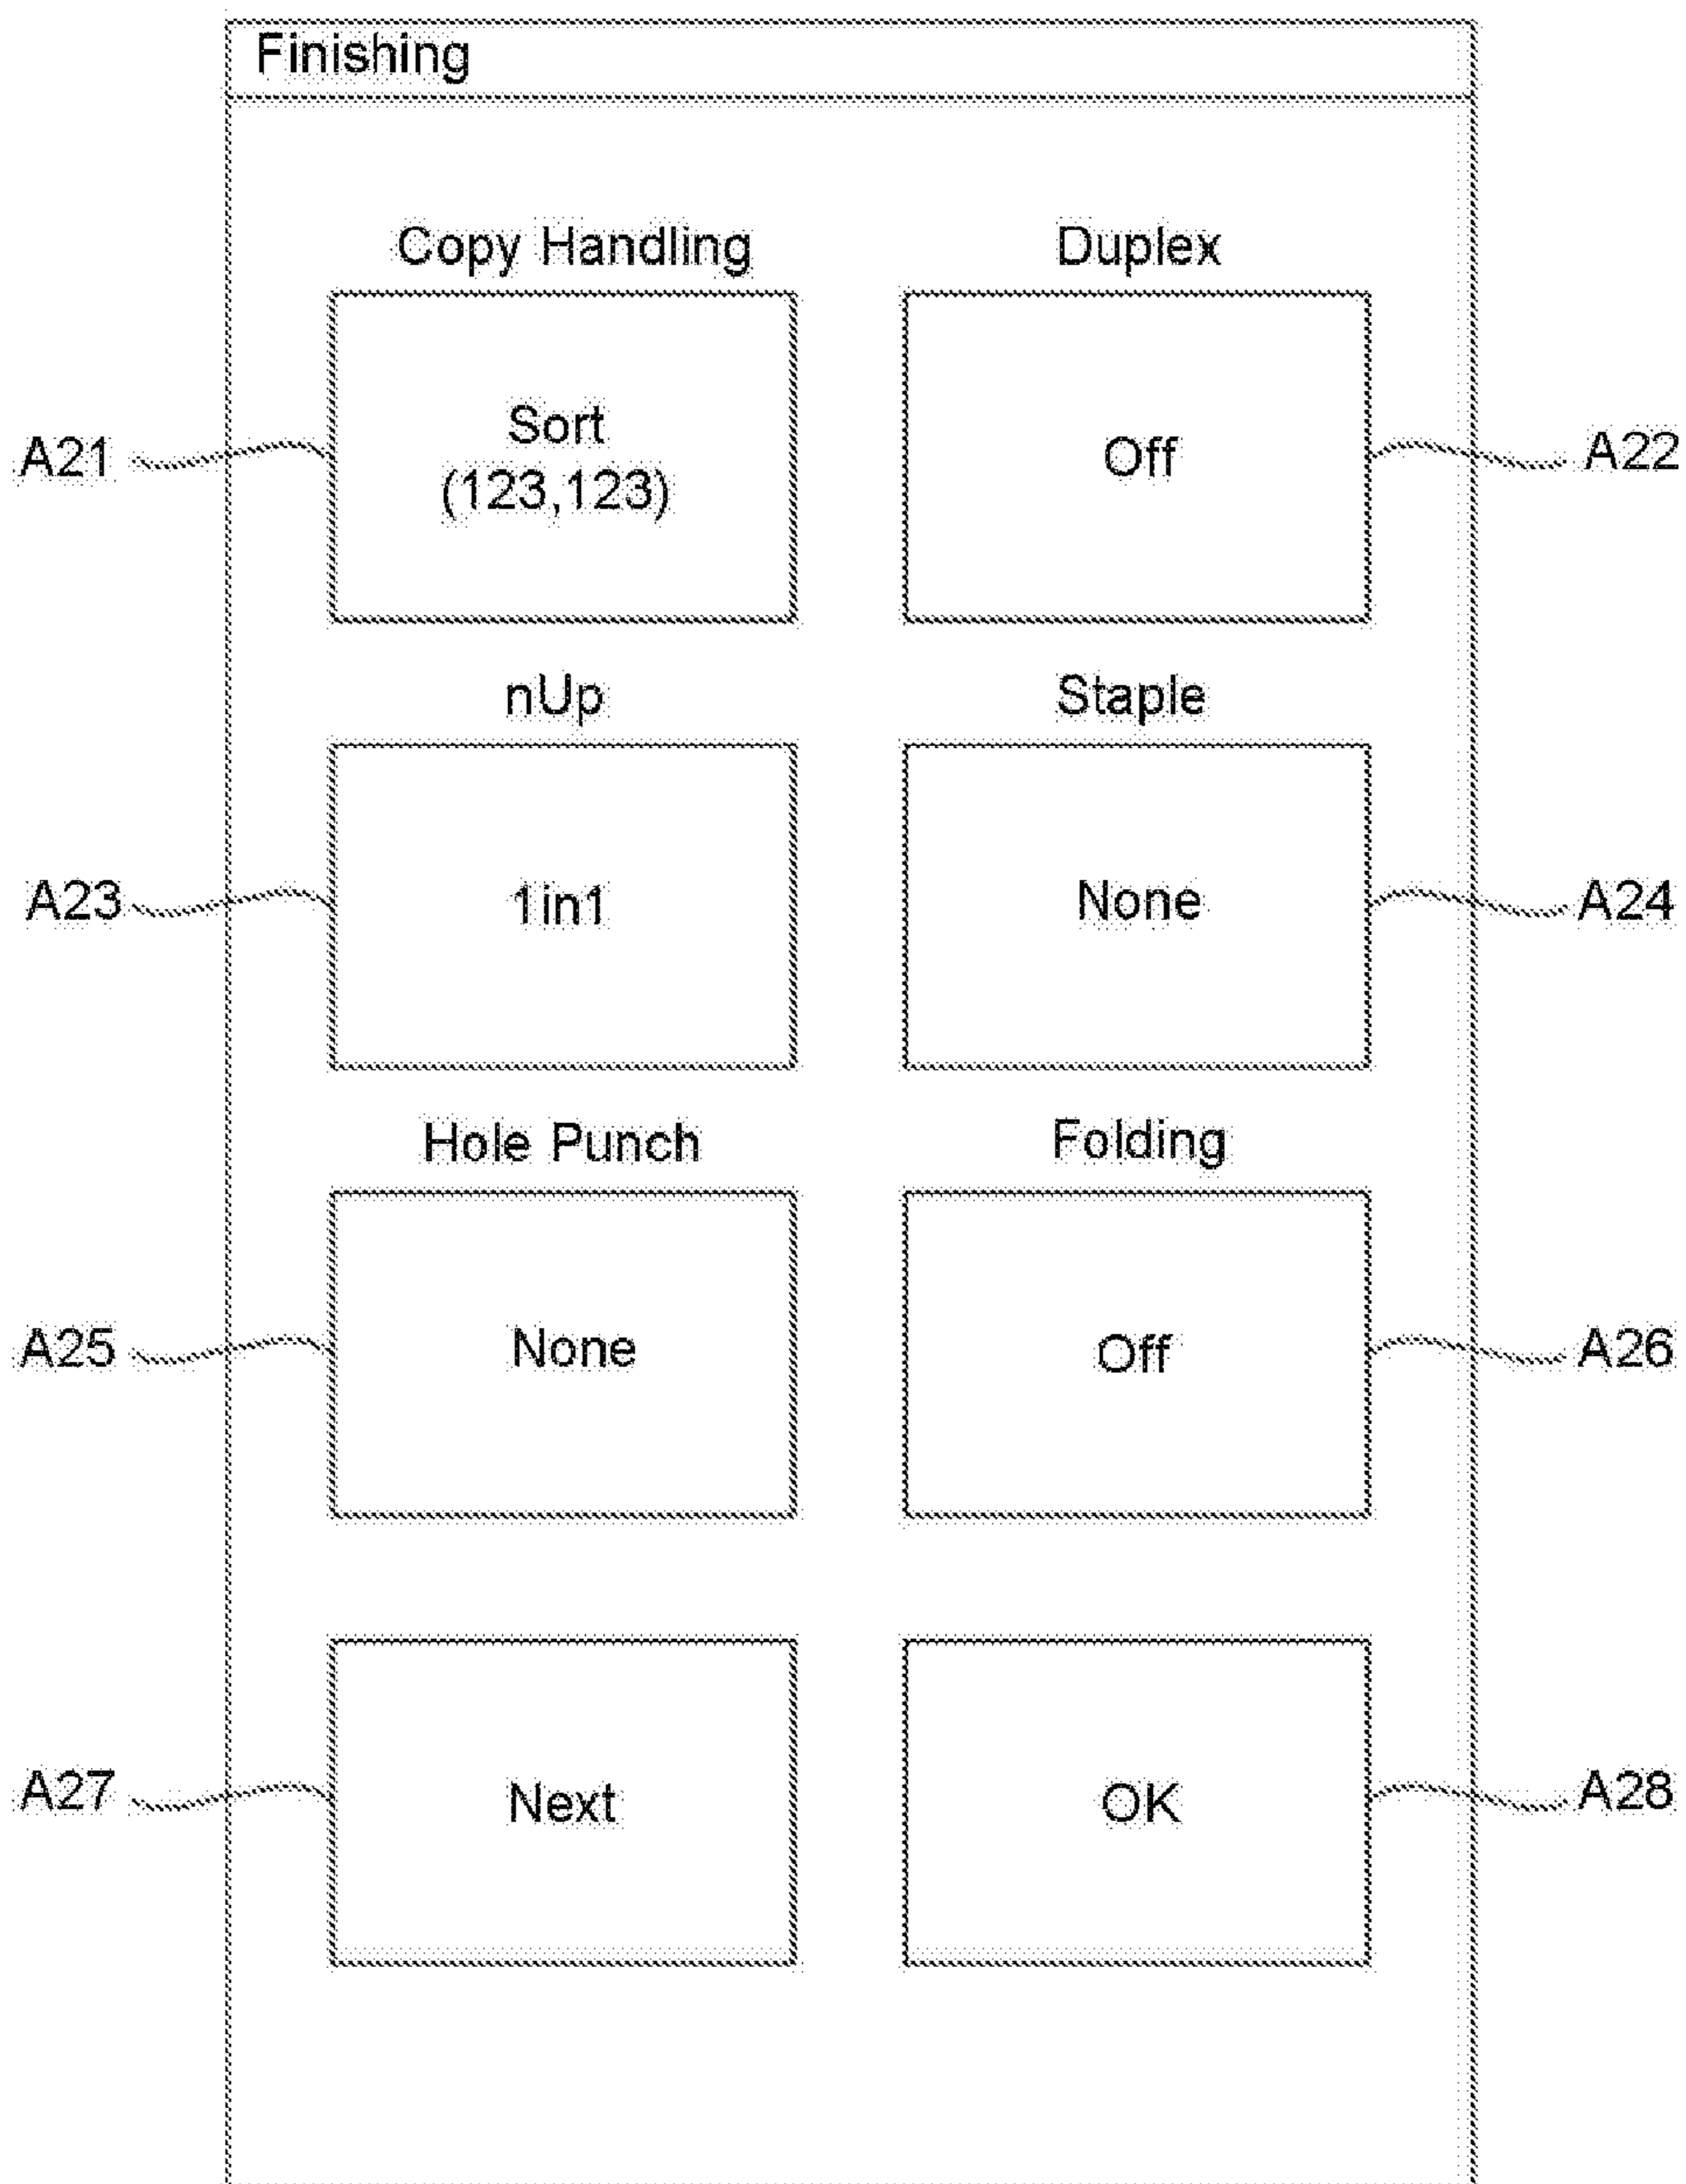 Finishing
Copy Handling
Duplex
A21
Sort
(123,123)
Off
A22
nUp
Staple
A23
1in1
None
A24
Hole Punch
Folding
A25
None
Off
A26
A27
Next
OK
A28